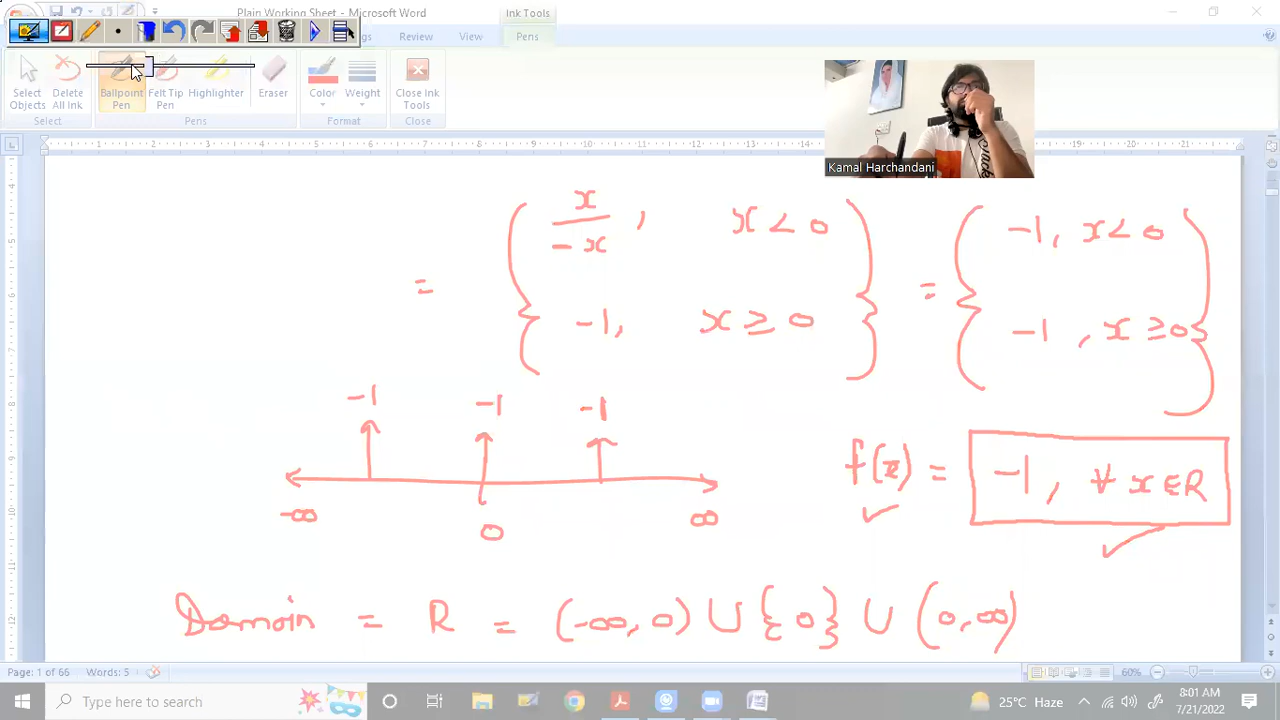 Plain Working Sheet - Microsoft Word
Ink Tools
gs Review View Pens
Select Objects
Delete All Ink
Ballpoint Pen
Felt Tip Pen
Highlighter
Eraser
Color
Weight
Close Ink Tools
Select Pens Format Close
Kamal Harchandani
= { x/-x , x < 0
-1, x ≥ 0 } = { -1, x < 0
-1 , x ≥ 0 }
-1 -1 -1
-∞ 0 ∞
f(x) = -1 , ∀ x ∈ R
Domain = R = (-∞, 0) ∪ {0} ∪ (0, ∞)
Page: 1 of 66 Words: 5 60%
Type here to search
25°C Haze
8:01 AM
7/21/2022